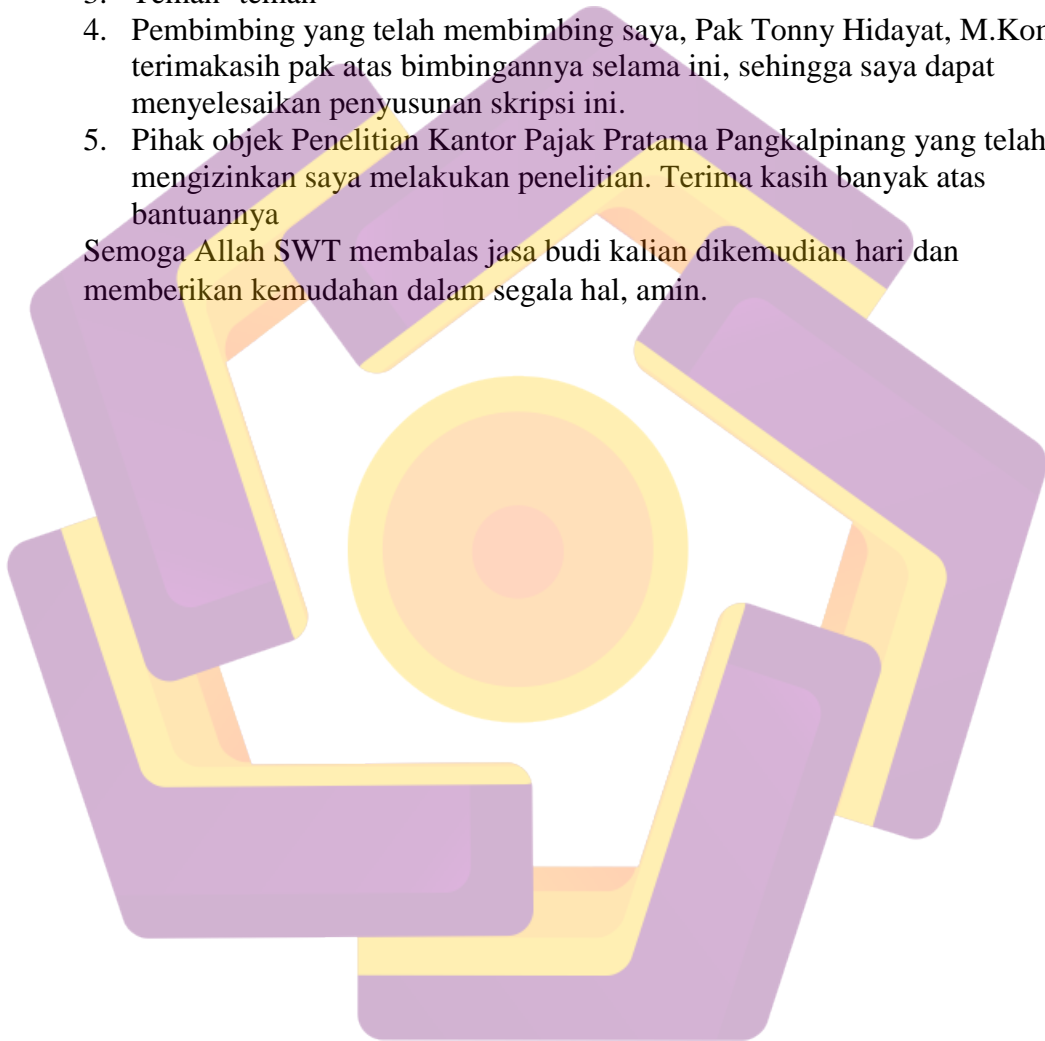 4. Pembimbing yang telah membimbing saya, Pak Tonny Hidayat, M.Kom
terimakasih pak atas bimbingannya selama ini, sehingga saya dapat
menyelesaikan penyusunan skripsi ini.
5. Pihak objek Penelitian Kantor Pajak Pratama Pangkalpinang yang telah
mengizinkan saya melakukan penelitian. Terima kasih banyak atas
bantuannya
Semoga Allah SWT membalas jasa budi kalian dikemudian hari dan
memberikan kemudahan dalam segala hal, amin.